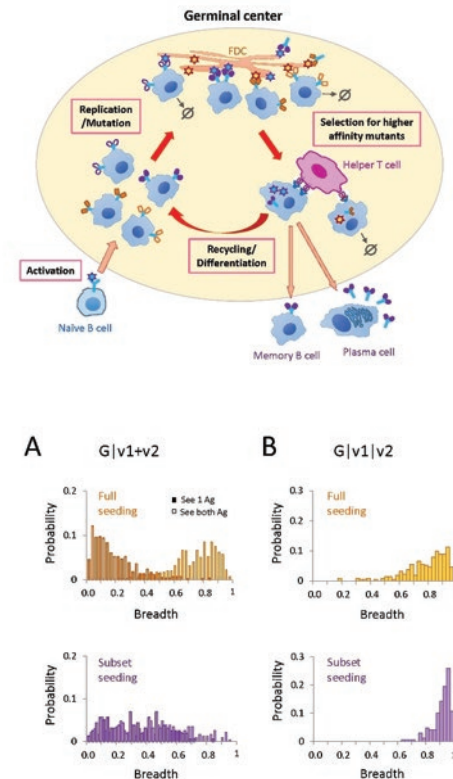 Germinal center
FDC
Replication
/Mutation
Selection for higher
affinity mutants
Helper T cell
Recycling/
Differentiation
Activation
Naïve B cell
Memory B cell
Plasma cell
A
G|v1+v2
B
G|v1|v2
0.2
Full
seeding
See 1 Ag
See both Ag
0.1
0
Probability
0.0 0.2 0.4 0.6 0.8 1
Breadth
0.3
Full
seeding
0.2
0.1
0
Probability
0.0 0.2 0.4 0.6 0.8 1
Breadth
0.2
Subset
seeding
0.1
0
Probability
0.0 0.2 0.4 0.6 0.8 1
Breadth
0.3
Subset
seeding
0.2
0.1
0
Probability
0.0 0.2 0.4 0.6 0.8 1
Breadth